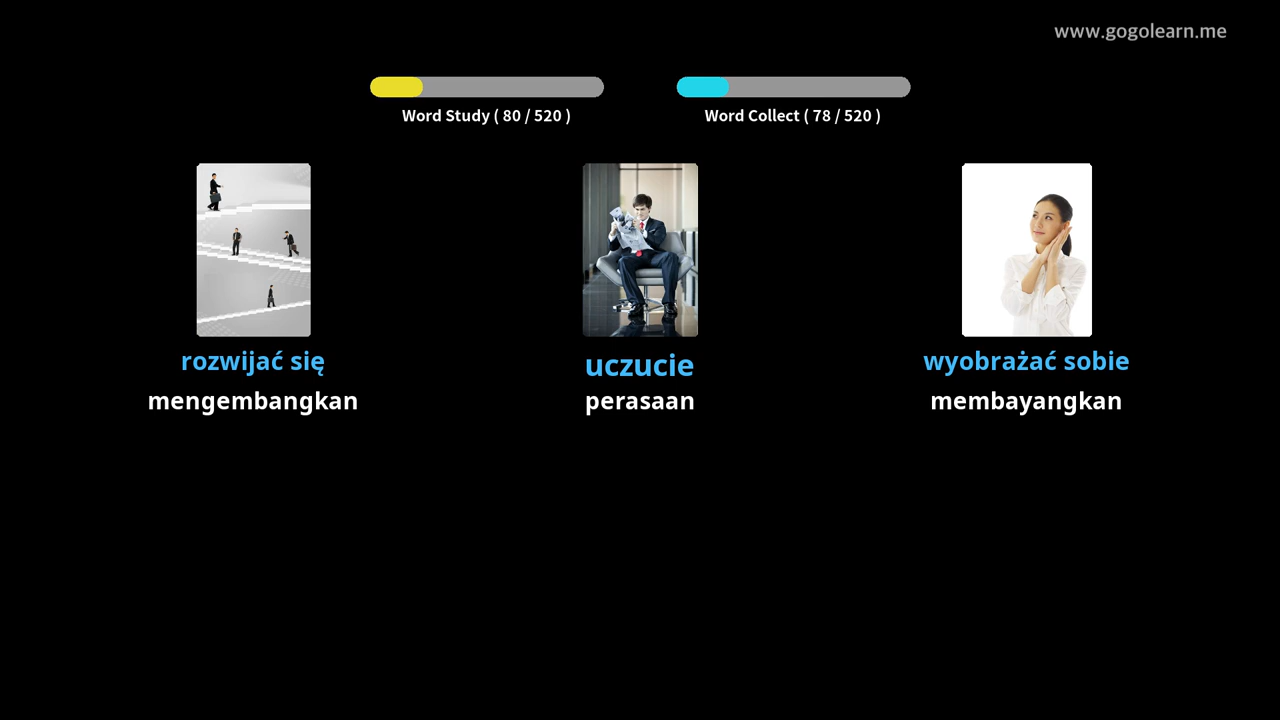 www.gogolearn.me
Word Study ( 80 / 520 )
Word Collect ( 78 / 520 )
rozwijać się
mengembangkan
uczucie
perasaan
wyobrażać sobie
membayangkan